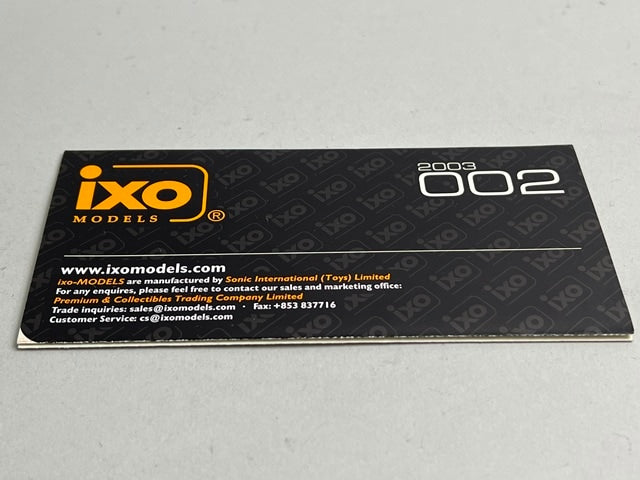 ixo
MODELS ®
2003
002
www.ixomodels.com
ixo-MODELS are manufactured by Sonic International (Toys) Limited
For any enquires, please feel free to contact our sales and marketing office:
Premium & Collectibles Trading Company Limited
Trade inquiries: sales@ixomodels.com · Fax: +853 837716
Customer Service: cs@ixomodels.com